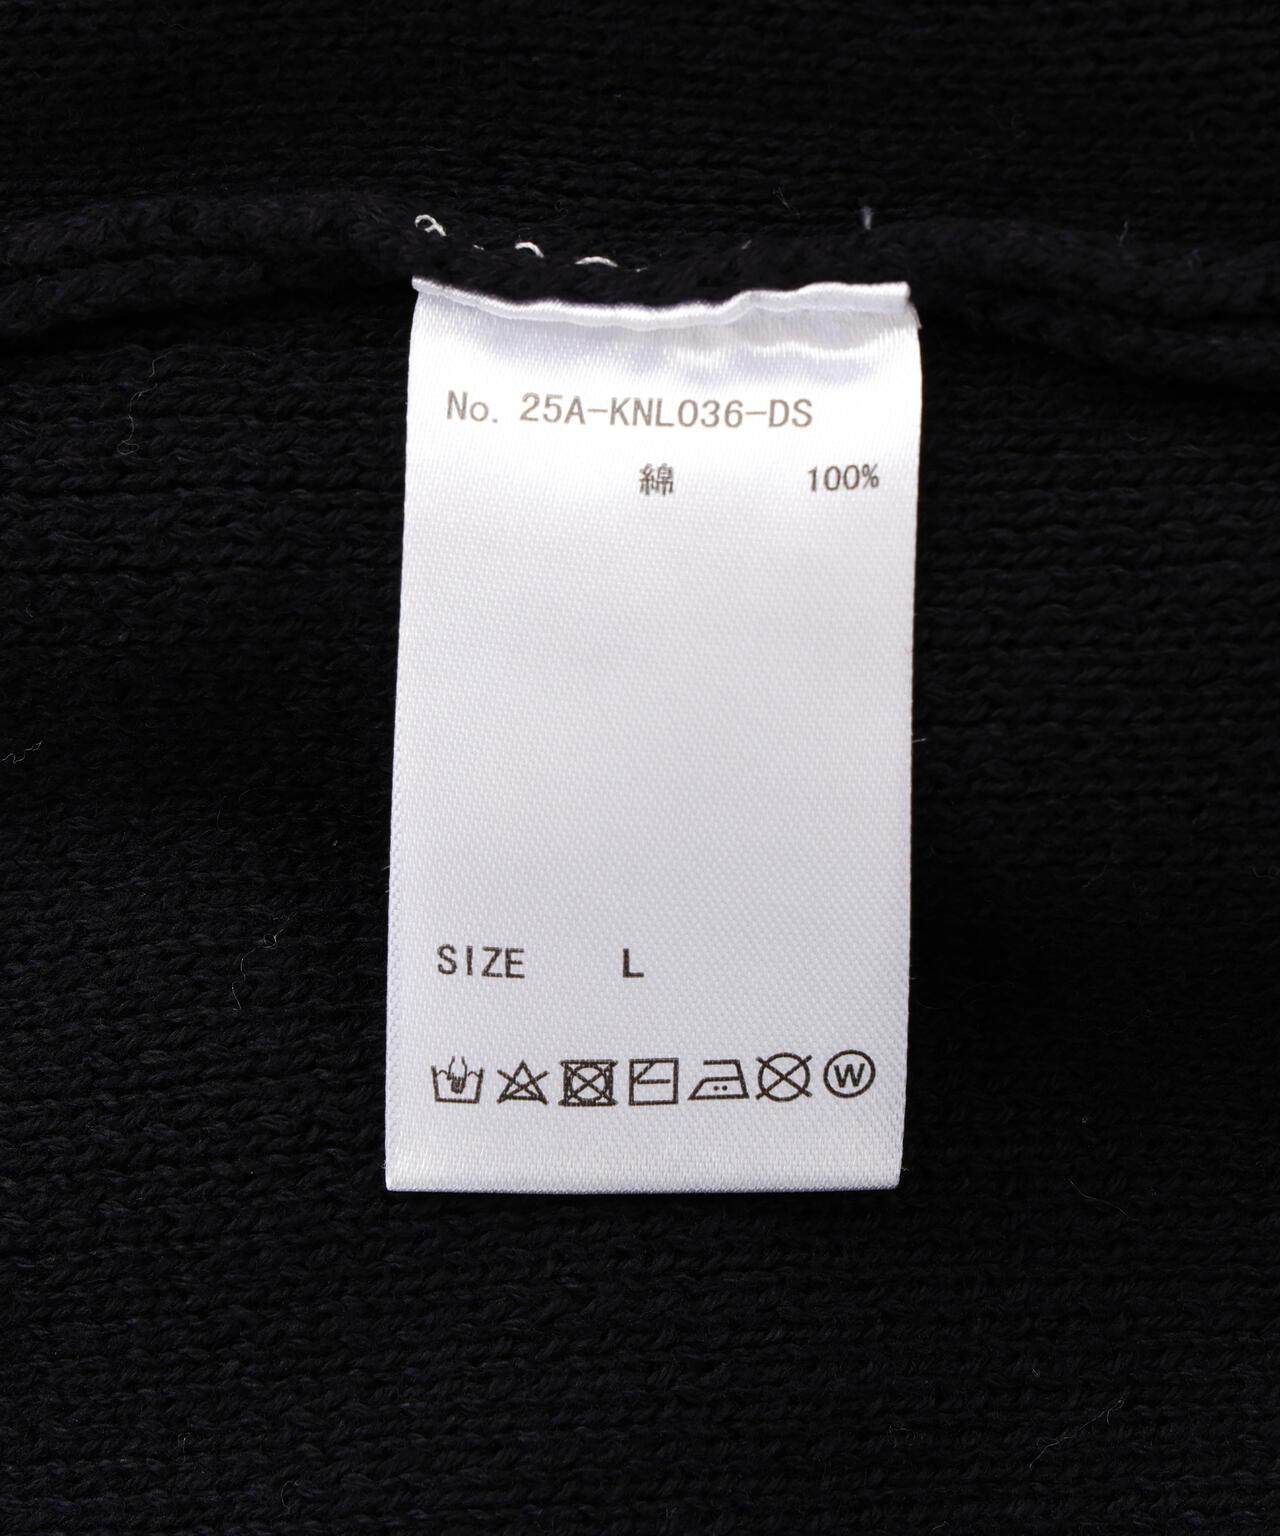 No. 25A-KNL036-DS
綿 100%
SIZE L
W